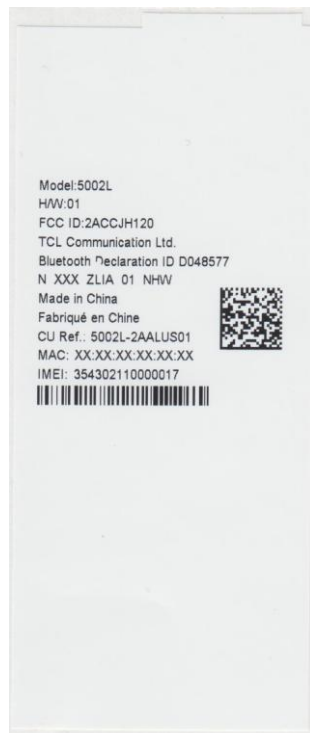 Model:5002L
H/W:01
FCC ID:2ACCJH120
TCL Communication Ltd.
Bluetooth Declaration ID D048577
N XXX ZLIA 01 NHW
Made in China
Fabriqué en Chine
CU Ref.: 5002L-2AALUS01
MAC: XX:XX:XX:XX:XX:XX
IMEI: 354302110000017